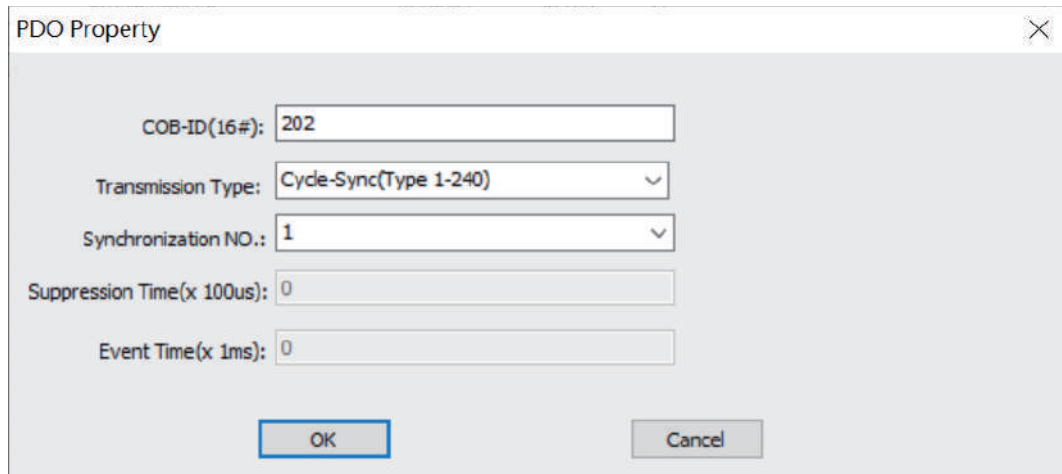 PDO Property
COB-ID(16#): 202
Transmission Type: Cycle-Sync(Type 1-240)
Synchronization NO.: 1
Suppression Time(x 100us): 0
Event Time(x 1ms): 0
OK Cancel